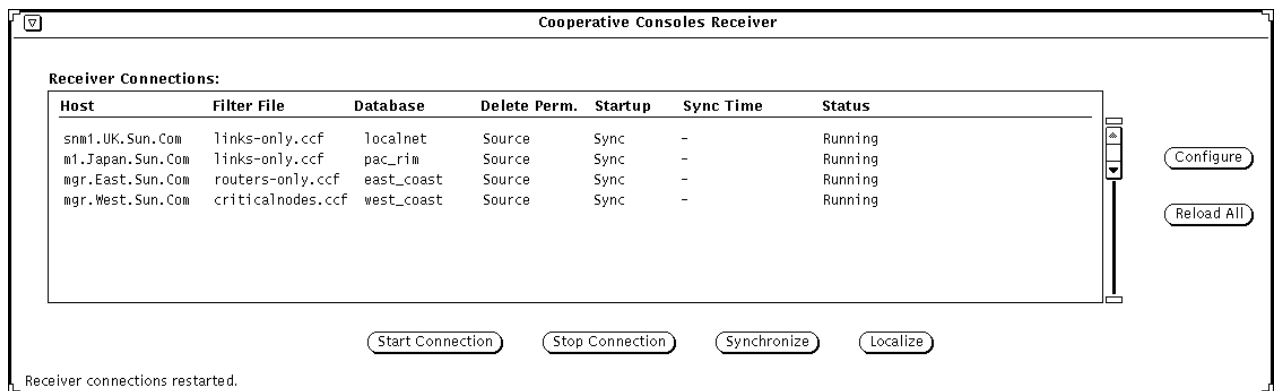 Cooperative Consoles Receiver
Receiver Connections:
Host Filter File Database Delete Perm. Startup Sync Time Status
snm1.UK.Sun.Com links-only.ccf localnet Source Sync - Running
m1.Japan.Sun.Com links-only.ccf pac_rim Source Sync - Running
mgr.East.Sun.Com routers-only.ccf east_coast Source Sync - Running
mgr.West.Sun.Com criticalnodes.ccf west_coast Source Sync - Running
Configure
Reload All
Start Connection Stop Connection Synchronize Localize
Receiver connections restarted.